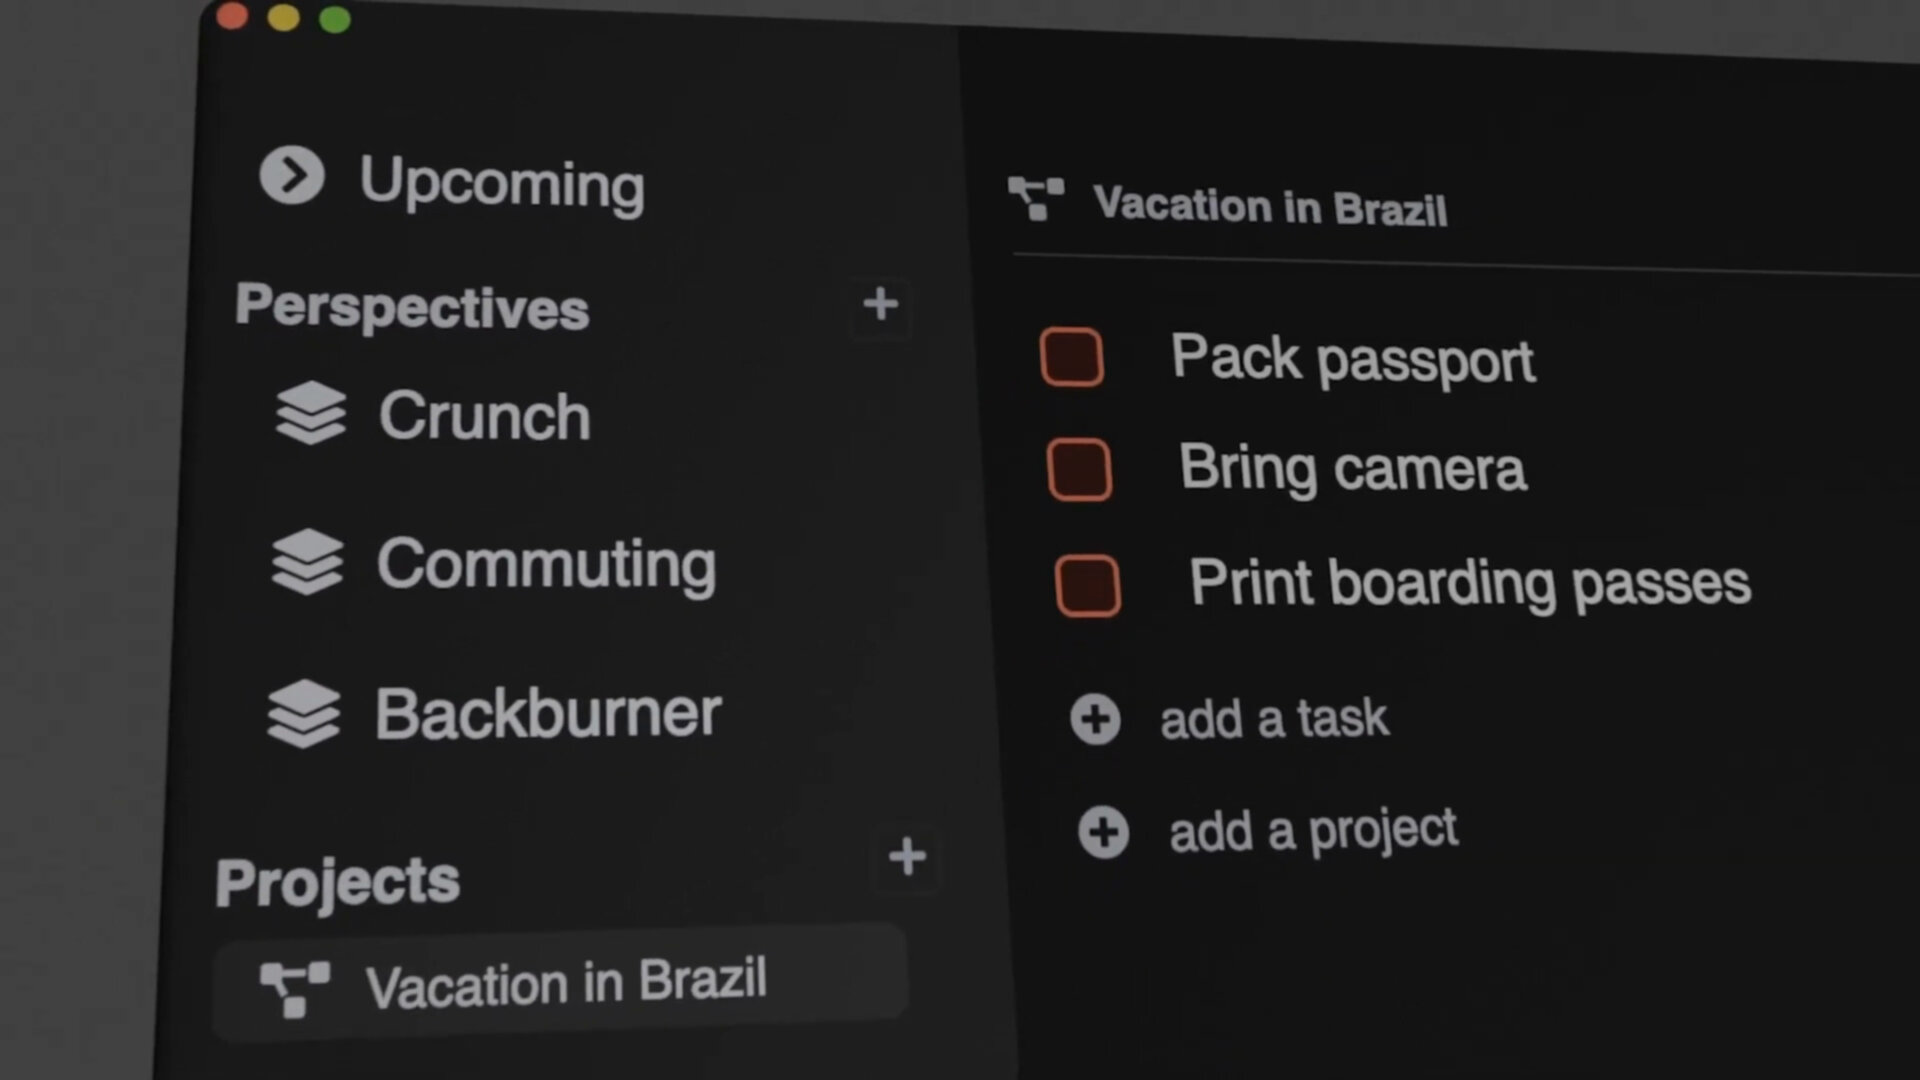 Upcoming
Perspectives
Crunch
Commuting
Backburner
Projects
Vacation in Brazil
Vacation in Brazil
Pack passport
Bring camera
Print boarding passes
add a task
add a project